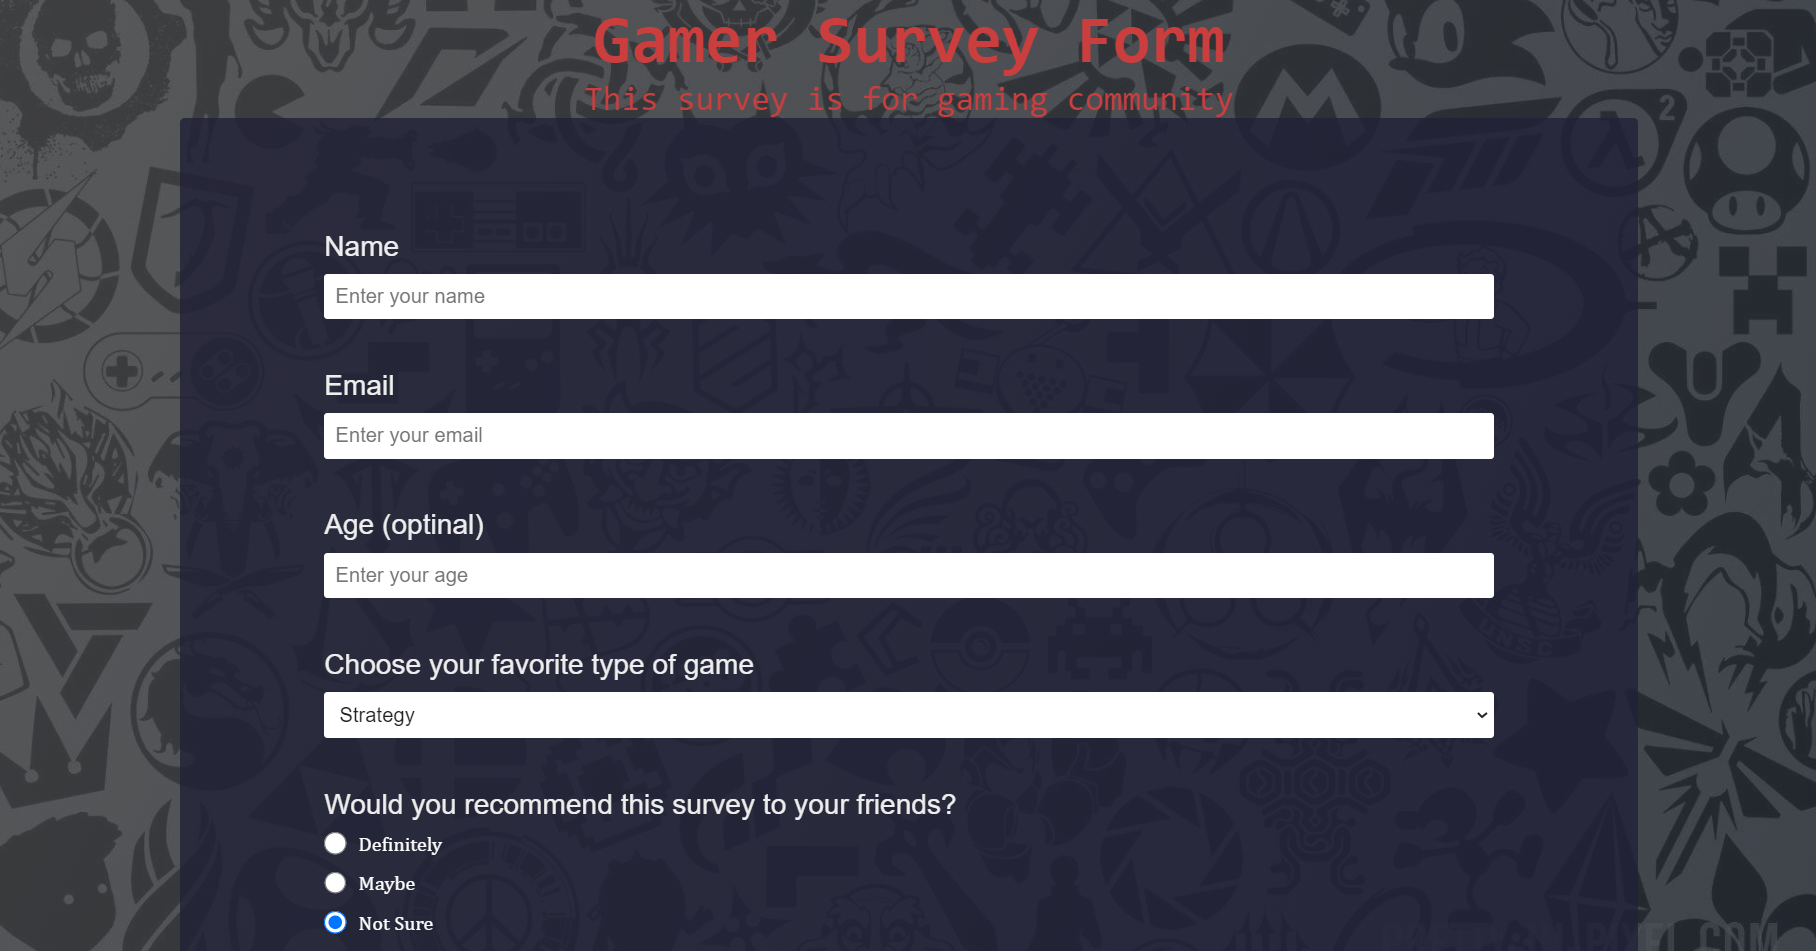 Gamer Survey Form
This survey is for gaming community
2
Name
Enter your name
Email
Enter your email
Age (optinal)
Enter your age
UNSC
Choose your favorite type of game
Strategy
Would you recommend this survey to your friends?
Definitely
Maybe
Not Sure